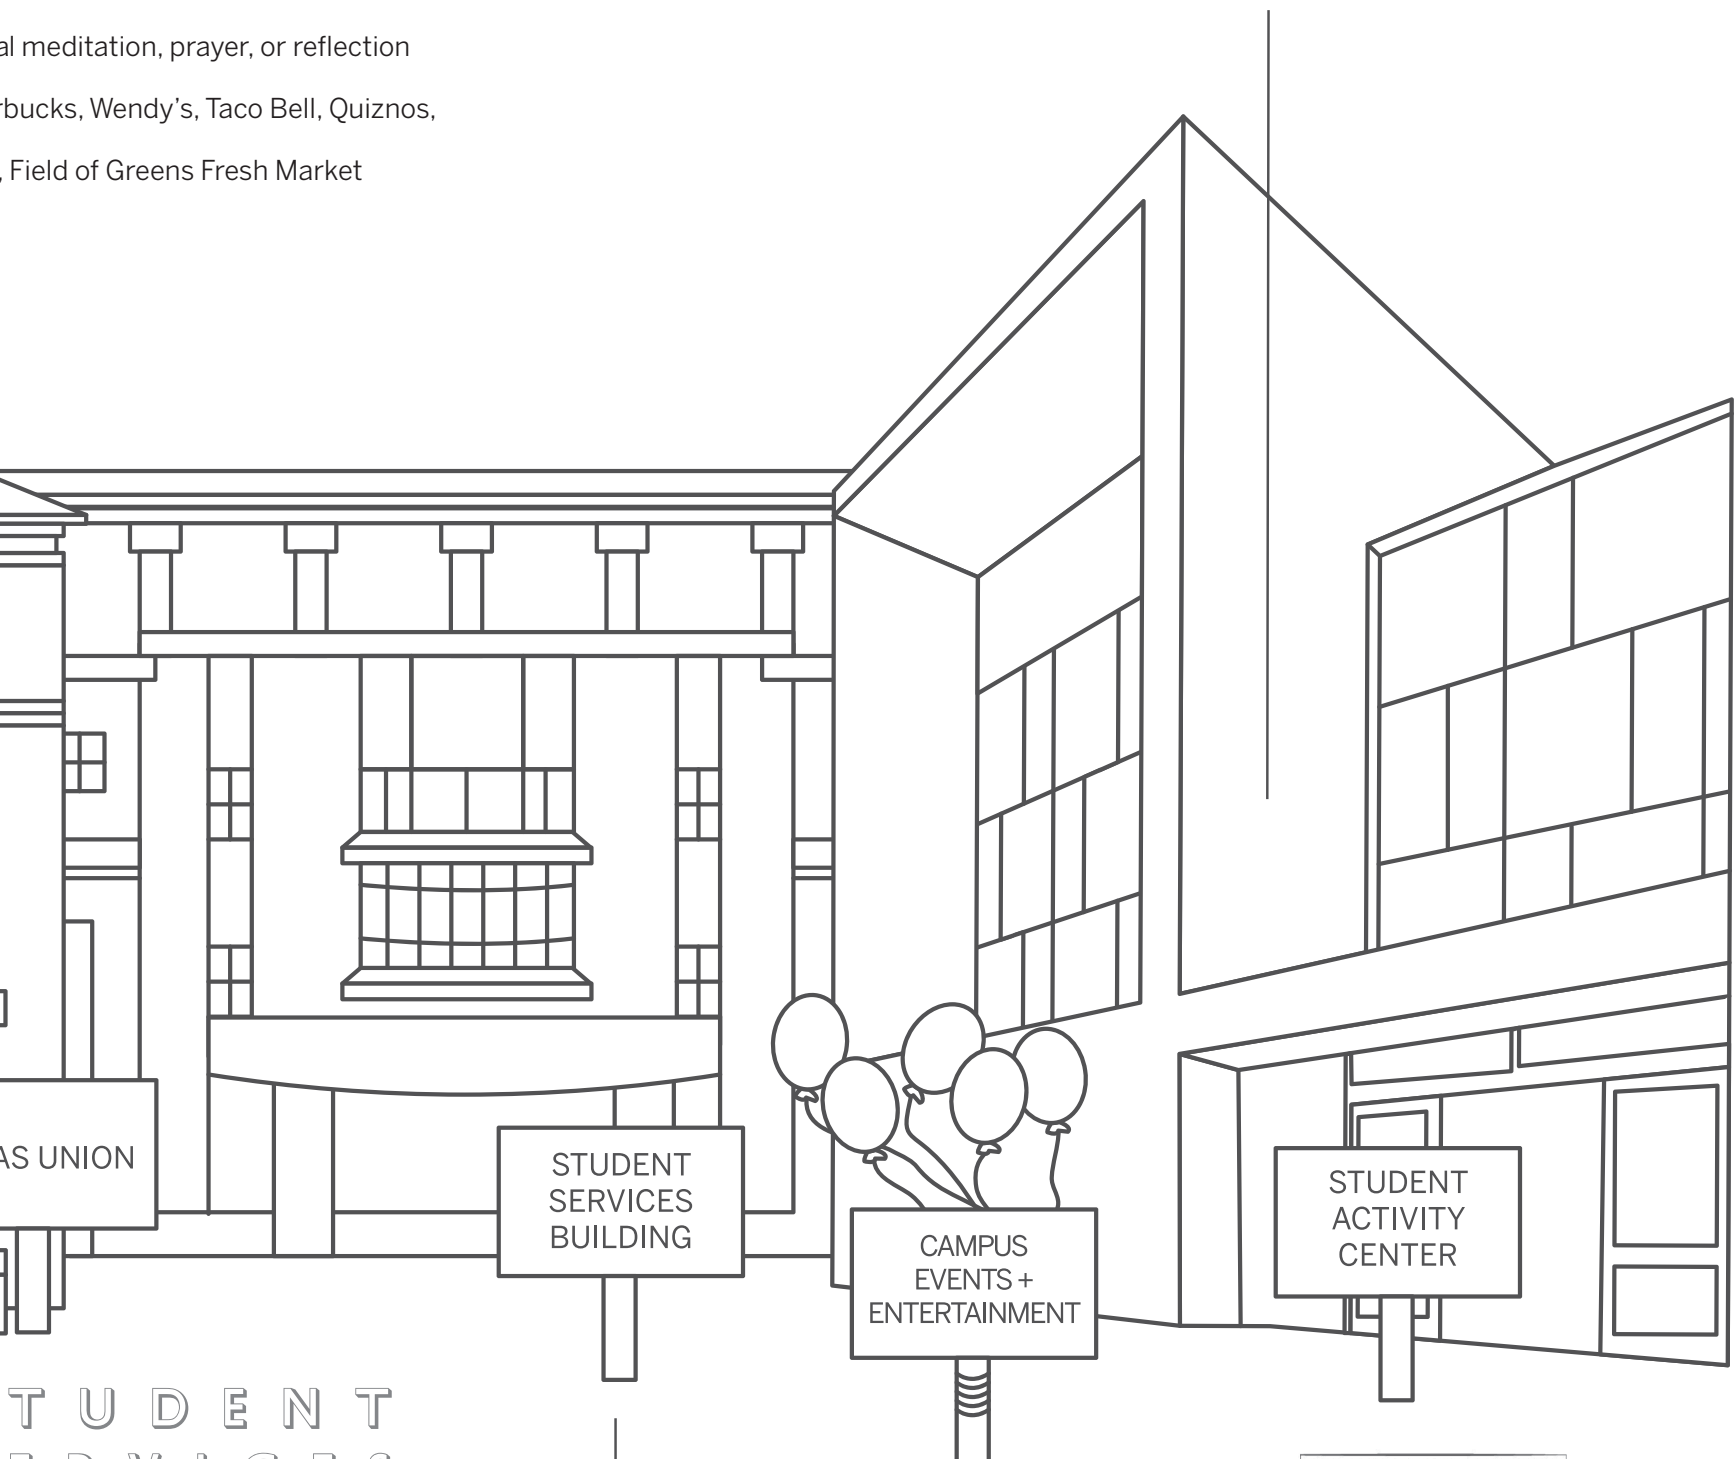 al meditation, prayer, or reflection
rbucks, Wendy’s, Taco Bell, Quiznos,
, Field of Greens Fresh Market
AS UNION
STUDENT
SERVICES
BUILDING
CAMPUS
EVENTS +
ENTERTAINMENT
STUDENT
ACTIVITY
CENTER
TUDENT